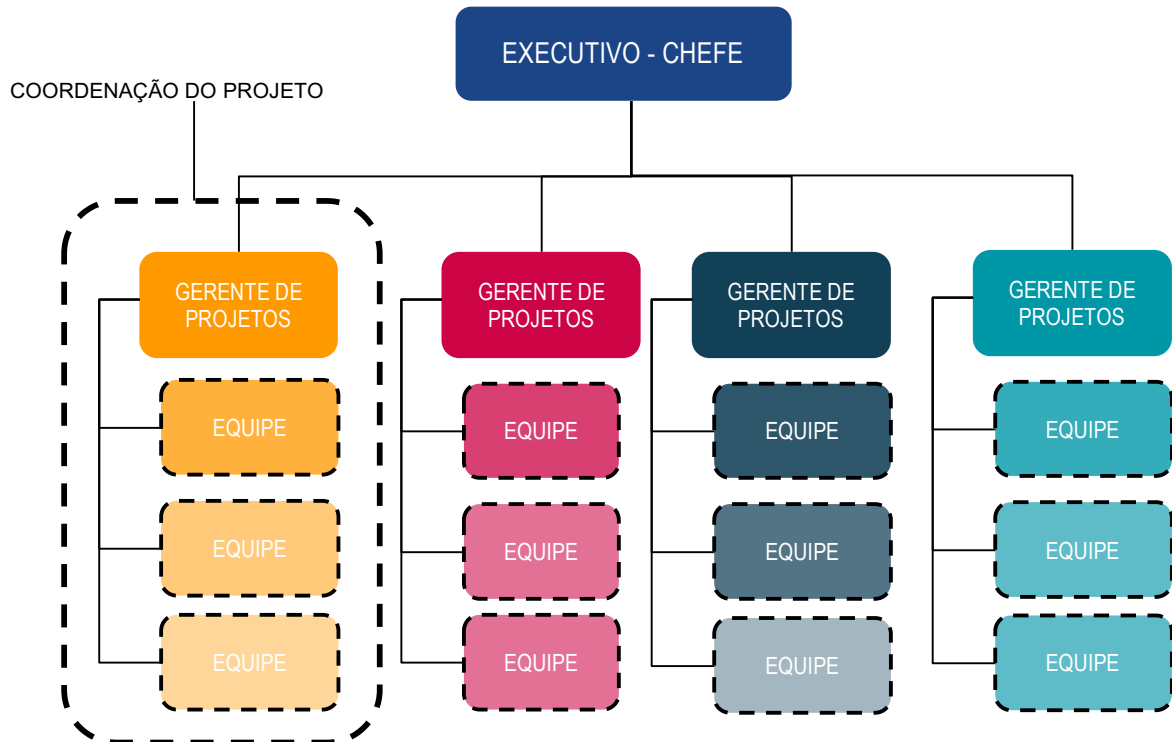 EXECUTIVO - CHEFE
COORDENAÇÃO DO PROJETO
GERENTE DE
PROJETOS
GERENTE DE
PROJETOS
GERENTE DE
PROJETOS
GERENTE DE
PROJETOS
EQUIPE
EQUIPE
EQUIPE
EQUIPE
EQUIPE
EQUIPE
EQUIPE
EQUIPE
EQUIPE
EQUIPE
EQUIPE
EQUIPE